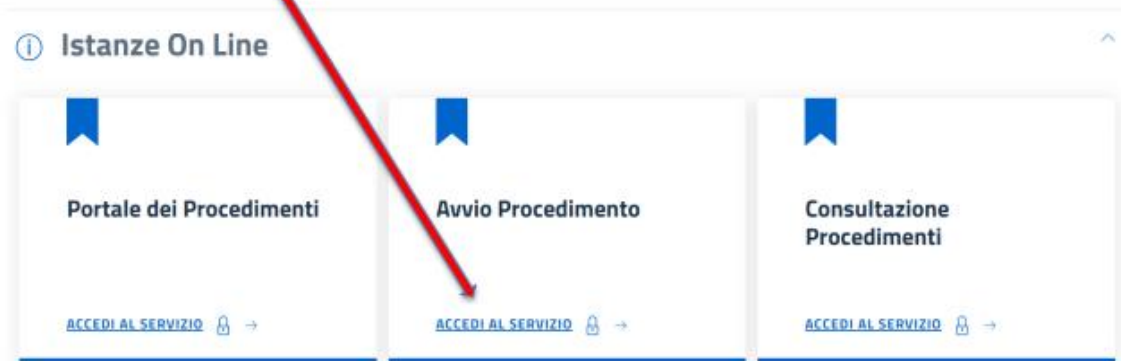 Istanze On Line
Portale dei Procedimenti
Avvio Procedimento
Consultazione
Procedimenti
ACCEDI AL SERVIZIO →
ACCEDI AL SERVIZIO →
ACCEDI AL SERVIZIO →